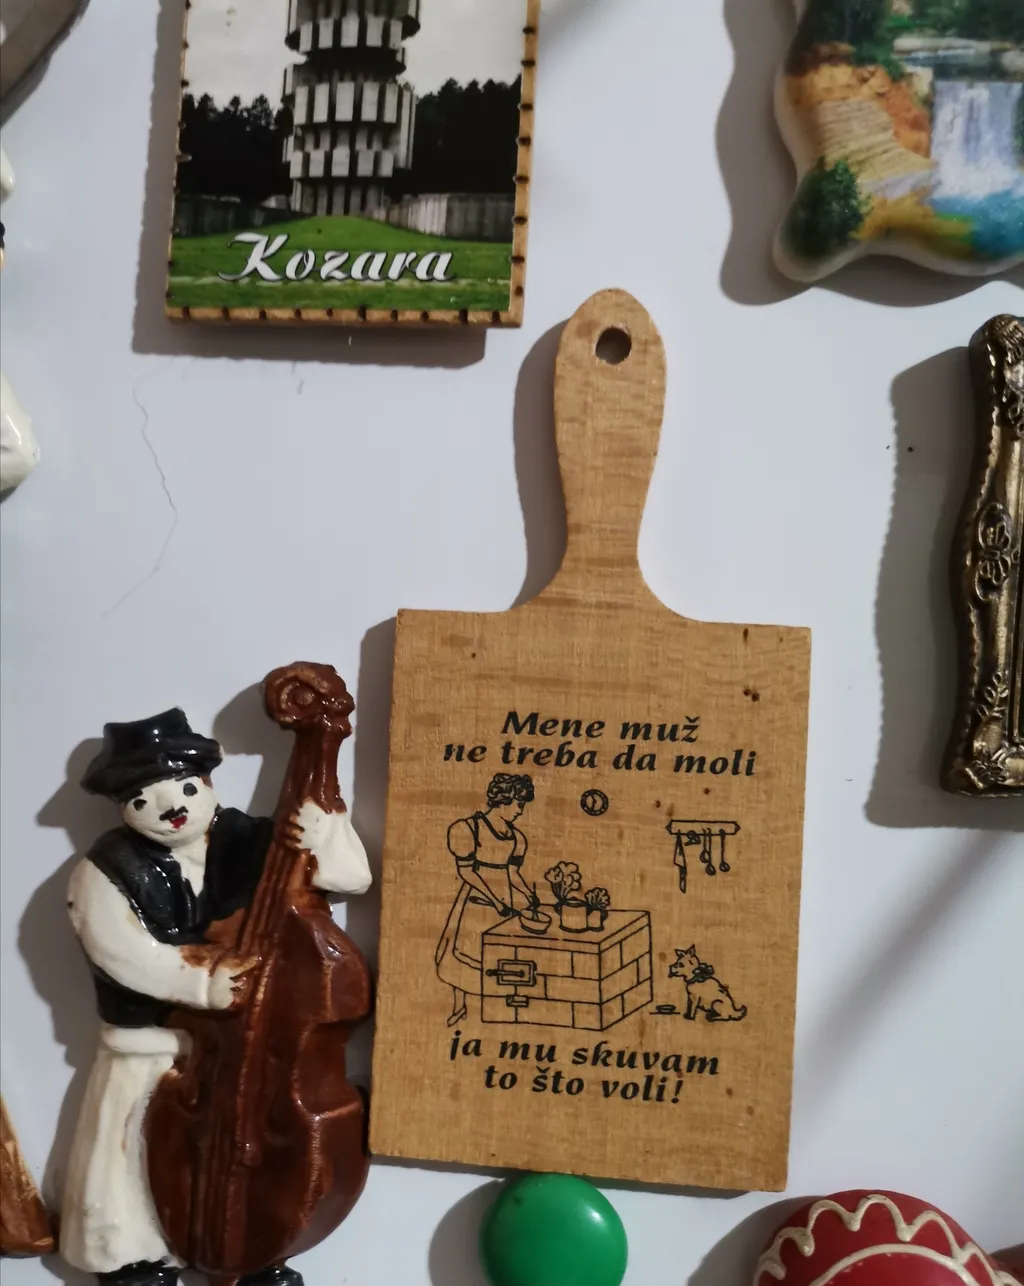 Kozara
Mene muž
ne treba da moli
ja mu skuvam
to što voli!